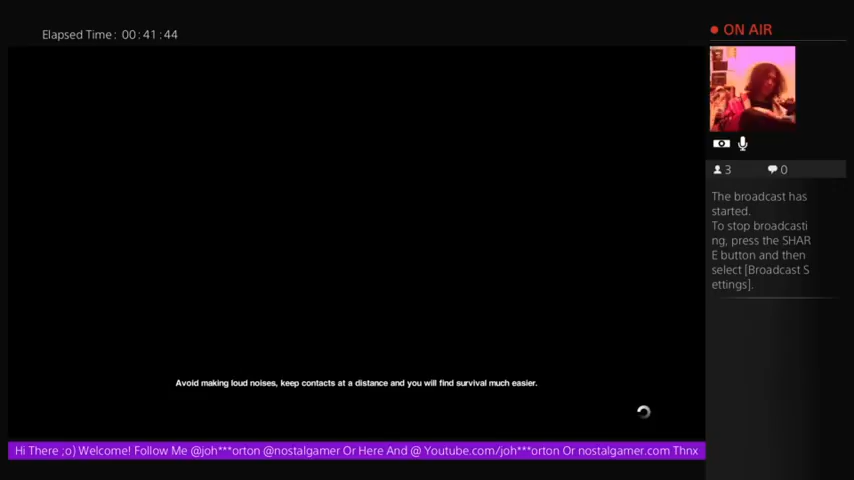 Elapsed Time: 00:41:44
ON AIR
3 0
The broadcast has
started.
To stop broadcasti
ng, press the SHAR
E button and then
select [Broadcast S
ettings].
Avoid making loud noises, keep contacts at a distance and you will find survival much easier.
Hi There ;o) Welcome! Follow Me @joh***orton @nostalgamer Or Here And @ Youtube.com/joh***orton Or nostalgamer.com Thnx